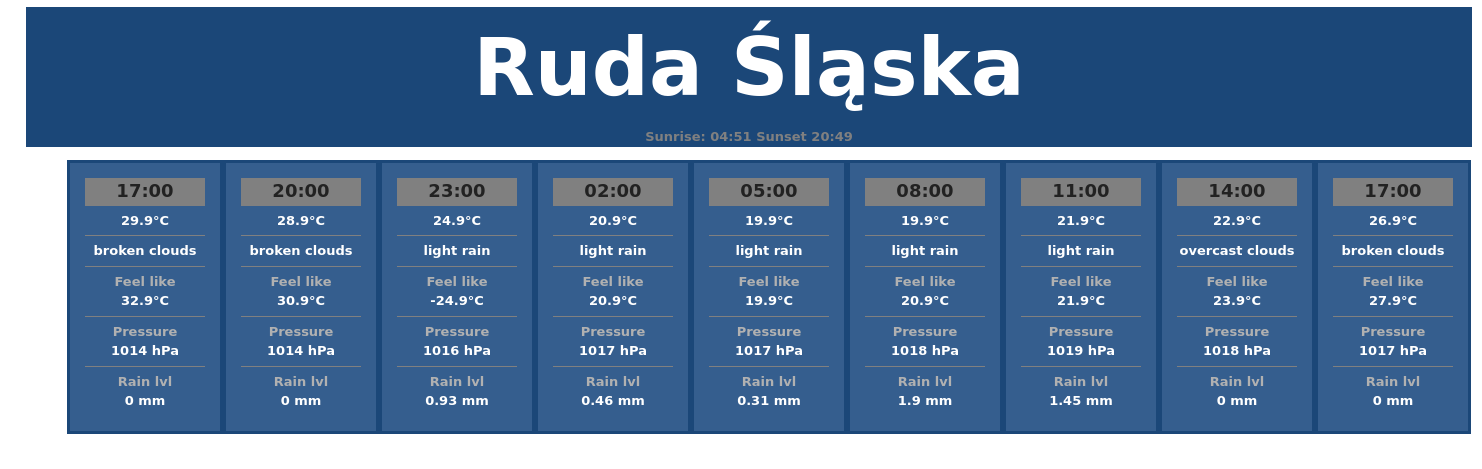 Ruda Śląska
Sunrise: 04:51 Sunset 20:49
17:00 20:00 23:00 02:00 05:00 08:00 11:00 14:00 17:00
29.9°C 28.9°C 24.9°C 20.9°C 19.9°C 19.9°C 21.9°C 22.9°C 26.9°C
broken clouds broken clouds light rain light rain light rain light rain light rain overcast clouds broken clouds
Feel like Feel like Feel like Feel like Feel like Feel like Feel like Feel like Feel like
32.9°C 30.9°C -24.9°C 20.9°C 19.9°C 20.9°C 21.9°C 23.9°C 27.9°C
Pressure Pressure Pressure Pressure Pressure Pressure Pressure Pressure Pressure
1014 hPa 1014 hPa 1016 hPa 1017 hPa 1017 hPa 1018 hPa 1019 hPa 1018 hPa 1017 hPa
Rain lvl Rain lvl Rain lvl Rain lvl Rain lvl Rain lvl Rain lvl Rain lvl Rain lvl
0 mm 0 mm 0.93 mm 0.46 mm 0.31 mm 1.9 mm 1.45 mm 0 mm 0 mm